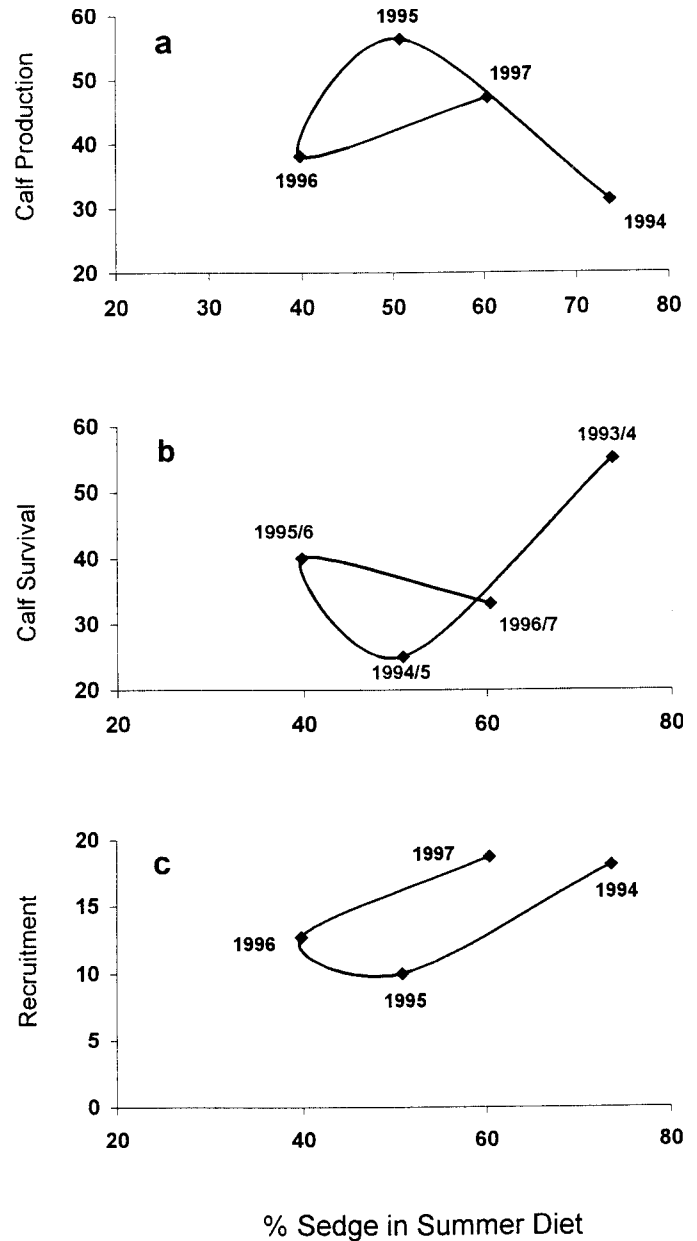 60
a
1995
50
1997
40
Calf Production
1996
30
1994
20
20 30 40 50 60 70 80
60
b
1993/4
50
1995/6
40
Calf Survival
30
1996/7
1994/5
20
20 40 60 80
20
c
1997
15
1994
1996
10
Recruitment
1995
5
0
20 40 60 80
% Sedge in Summer Diet